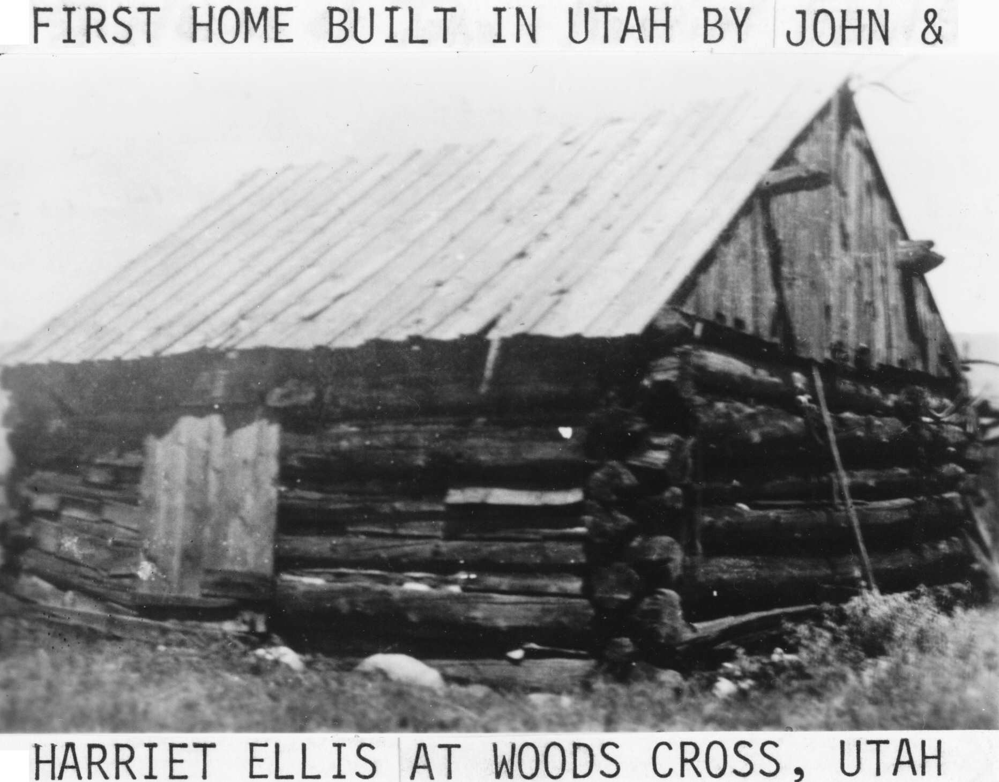 FIRST HOME BUILT IN UTAH BY JOHN &
HARRIET ELLIS AT WOODS CROSS, UTAH